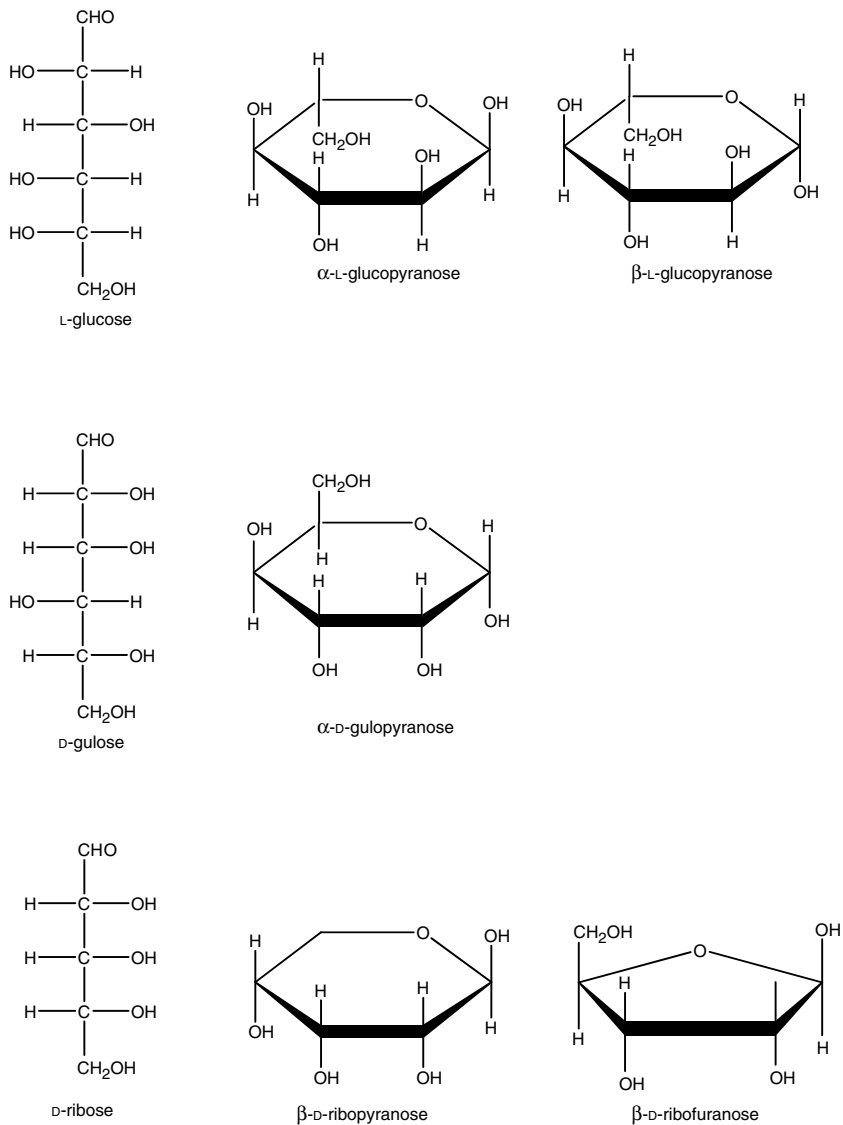 CHO
HO C H
H C OH
HO C H
HO C H
CH2OH
L-glucose
H
OH O OH
CH2OH
H OH
H H
OH H
α-L-glucopyranose
H
OH O H
CH2OH
H OH
H OH
OH H
β-L-glucopyranose
CHO
H C OH
H C OH
HO C H
H C OH
CH2OH
D-gulose
CH2OH
OH O H
H
H H
H OH
OH OH
α-D-gulopyranose
CHO
H C OH
H C OH
H C OH
CH2OH
D-ribose
H O OH
H H
OH H
OH OH
β-D-ribopyranose
CH2OH O OH
H
H H
OH OH
β-D-ribofuranose